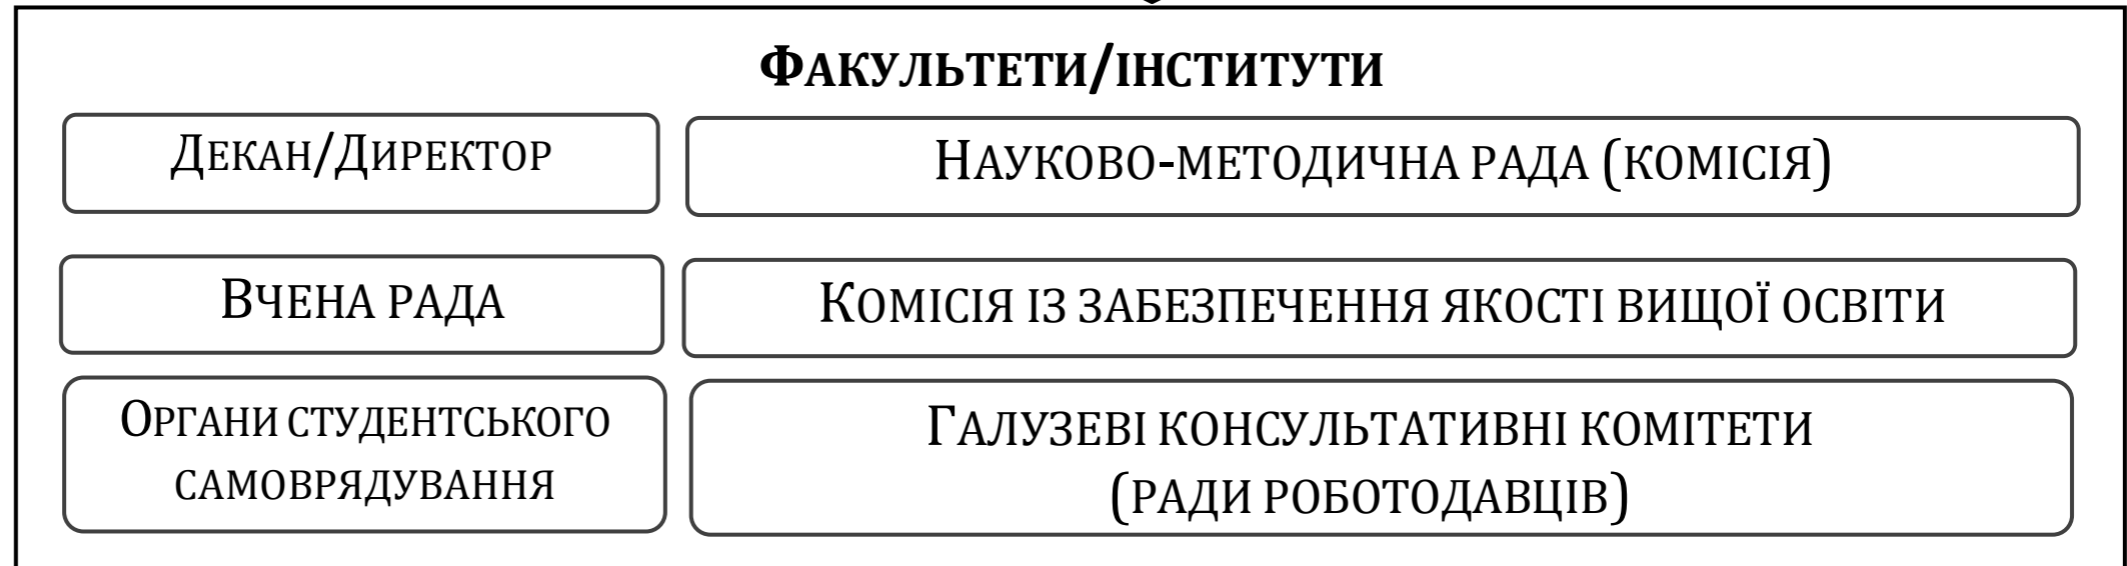 ФАКУЛЬТЕТИ/ІНСТИТУТИ
ДЕКАН/ДИРЕКТОР
НАУКОВО-МЕТОДИЧНА РАДА (КОМІСІЯ)
ВЧЕНА РАДА
КОМІСІЯ ІЗ ЗАБЕЗПЕЧЕННЯ ЯКОСТІ ВИЩОЇ ОСВІТИ
ОРГАНИ СТУДЕНТСЬКОГО
САМОВРЯДУВАННЯ
ГАЛУЗЕВІ КОНСУЛЬТАТИВНІ КОМІТЕТИ
(РАДИ РОБОТОДАВЦІВ)